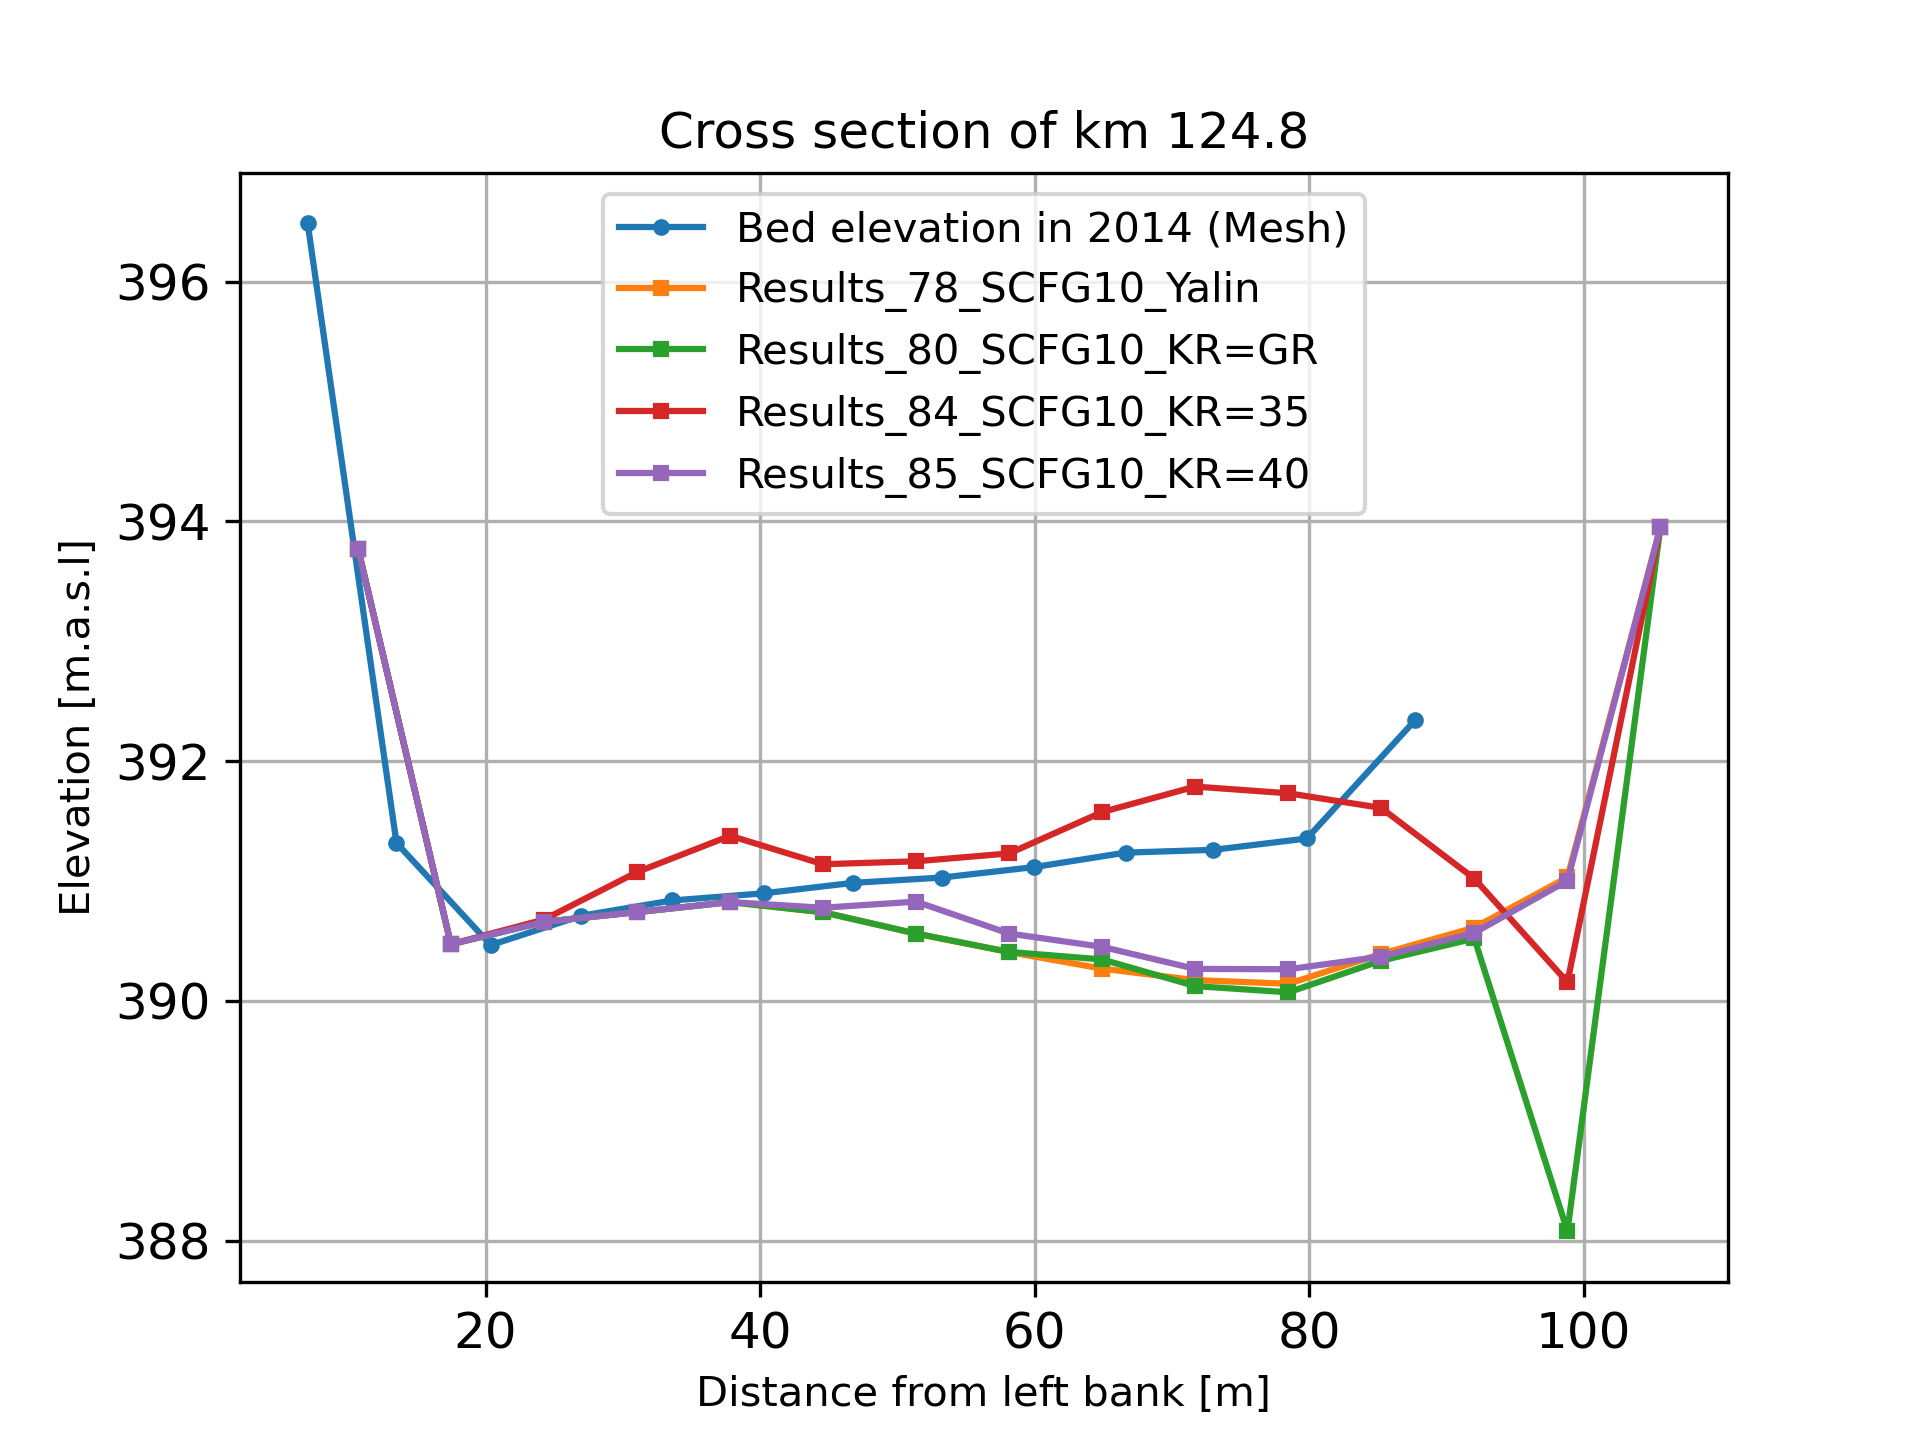 Cross section of km 124.8
Bed elevation in 2014 (Mesh)
Results_78_SCFG10_Yalin
Results_80_SCFG10_KR=GR
Results_84_SCFG10_KR=35
Results_85_SCFG10_KR=40
Elevation [m.a.s.l]
396
394
392
390
388
20 40 60 80 100
Distance from left bank [m]